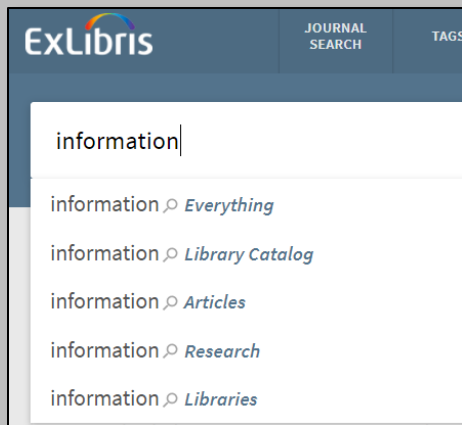 ExLibris
JOURNAL
SEARCH
TAGS
information
information Everything
information Library Catalog
information Articles
information Research
information Libraries